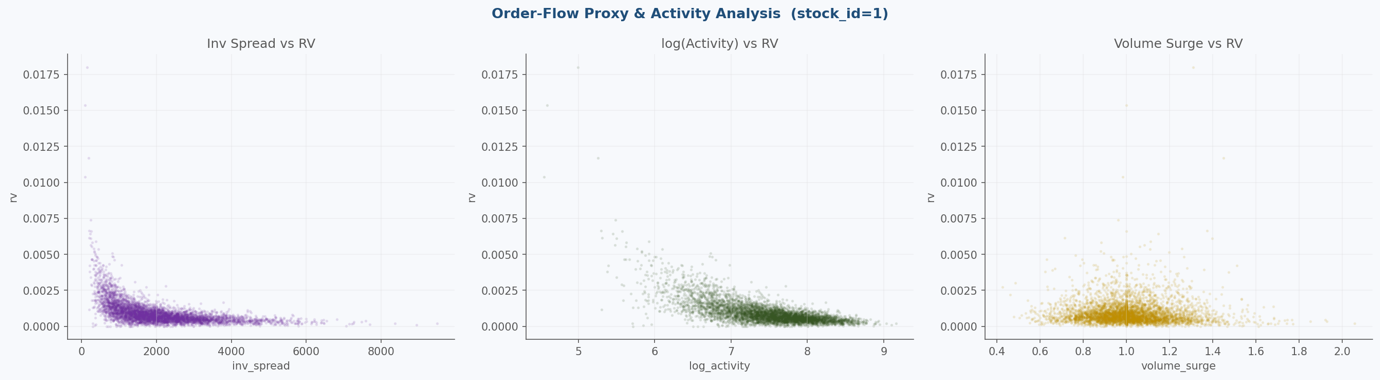 Order-Flow Proxy & Activity Analysis  (stock_id=1)
Inv Spread vs RV
rv
0.0175
0.0150
0.0125
0.0100
0.0075
0.0050
0.0025
0.0000
0 2000 4000 6000 8000
inv_spread
log(Activity) vs RV
rv
0.0175
0.0150
0.0125
0.0100
0.0075
0.0050
0.0025
0.0000
5 6 7 8 9
log_activity
Volume Surge vs RV
rv
0.0175
0.0150
0.0125
0.0100
0.0075
0.0050
0.0025
0.0000
0.4 0.6 0.8 1.0 1.2 1.4 1.6 1.8 2.0
volume_surge